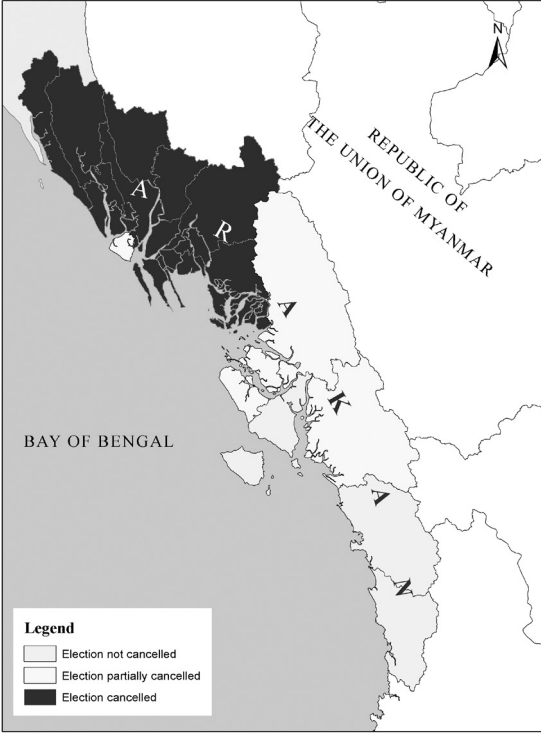 N
REPUBLIC OF
THE UNION OF MYANMAR
A
R
A
K
A
N
BAY OF BENGAL
Legend
Election not cancelled
Election partially cancelled
Election cancelled